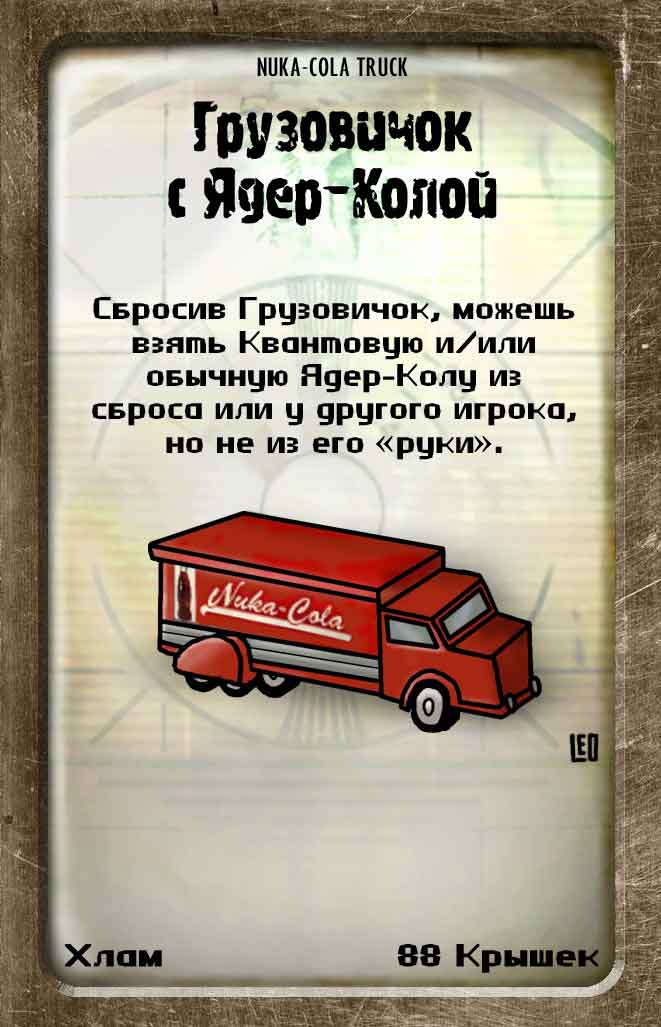 NUKA-COLA TRUCK
Грузовичок
с Ядер-Колой
Сбросив Грузовичок, можешь
взять Квантовую и/или
обычную Ядер-Колу из
сброса или у другого игрока,
но не из его «руки».
Nuka-Cola
LEO
Хлам
88 Крышек